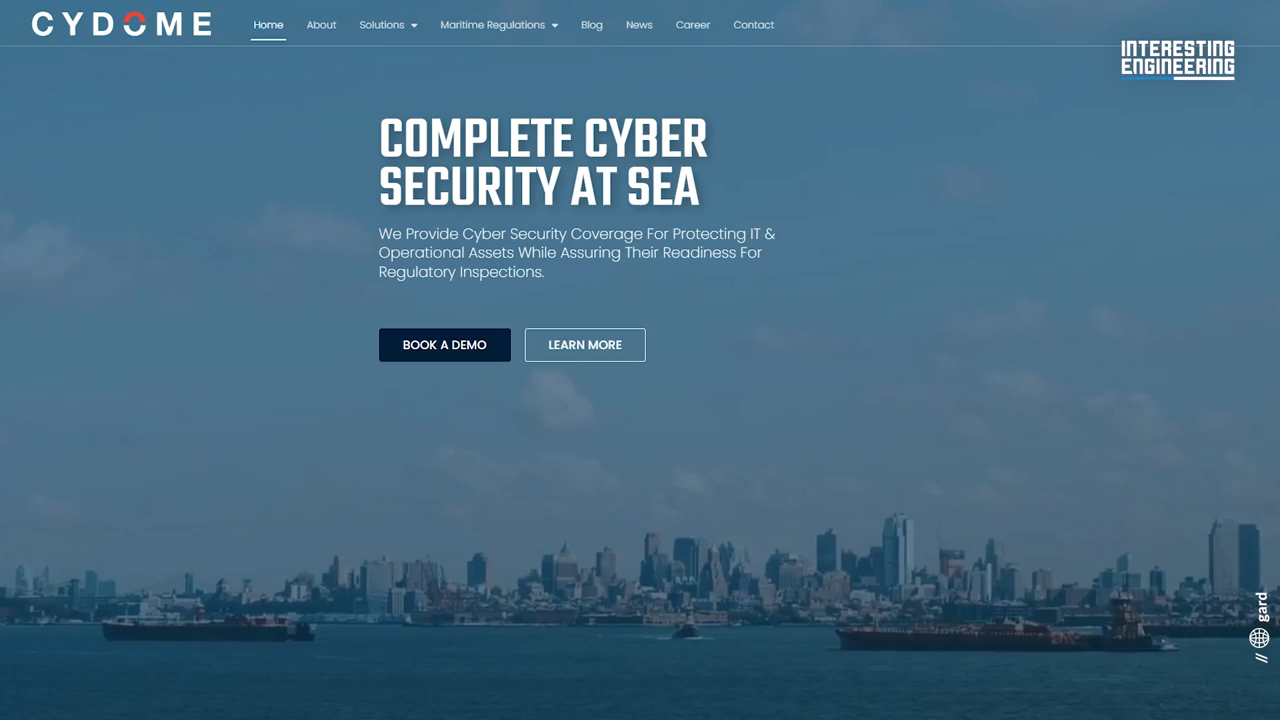 CYDOME
Home About Solutions Maritime Regulations Blog News Career Contact
INTERESTING
ENGINEERING
COMPLETE CYBER
SECURITY AT SEA
We Provide Cyber Security Coverage For Protecting IT &
Operational Assets While Assuring Their Readiness For
Regulatory Inspections.
BOOK A DEMO LEARN MORE
// gard